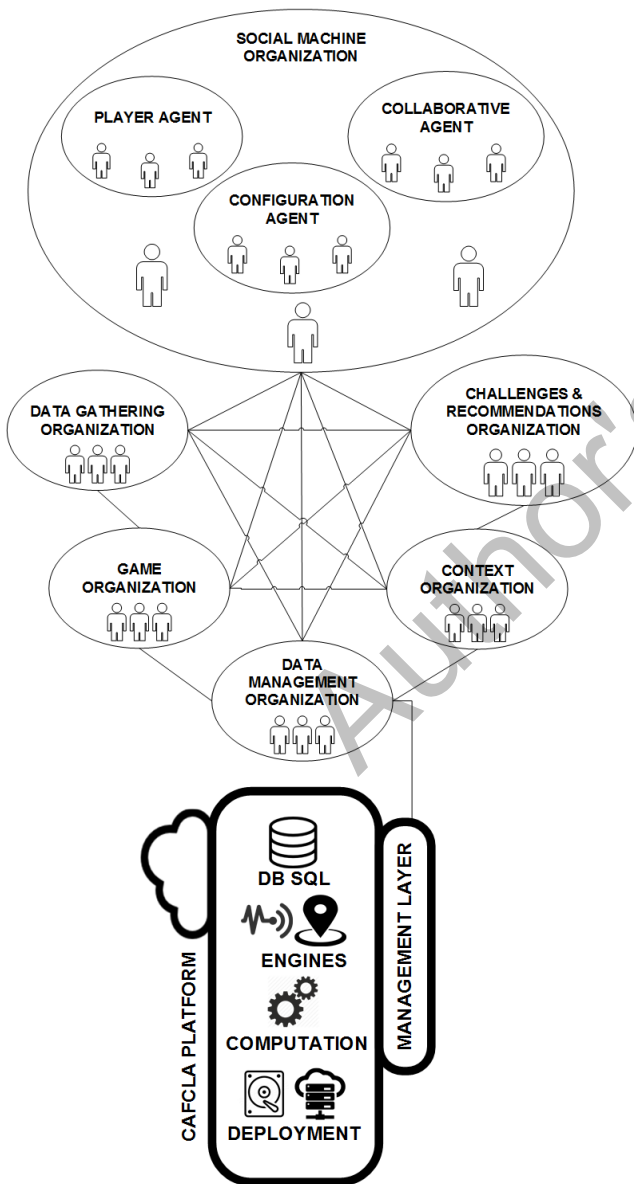 SOCIAL MACHINE
ORGANIZATION
PLAYER AGENT
COLLABORATIVE
AGENT
CONFIGURATION
AGENT
DATA GATHERING
ORGANIZATION
CHALLENGES &
RECOMMENDATIONS
ORGANIZATION
GAME
ORGANIZATION
CONTEXT
ORGANIZATION
DATA
MANAGEMENT
ORGANIZATION
Author's
DB SQL
ENGINES
COMPUTATION
DEPLOYMENT
CAFCLA PLATFORM
MANAGEMENT LAYER